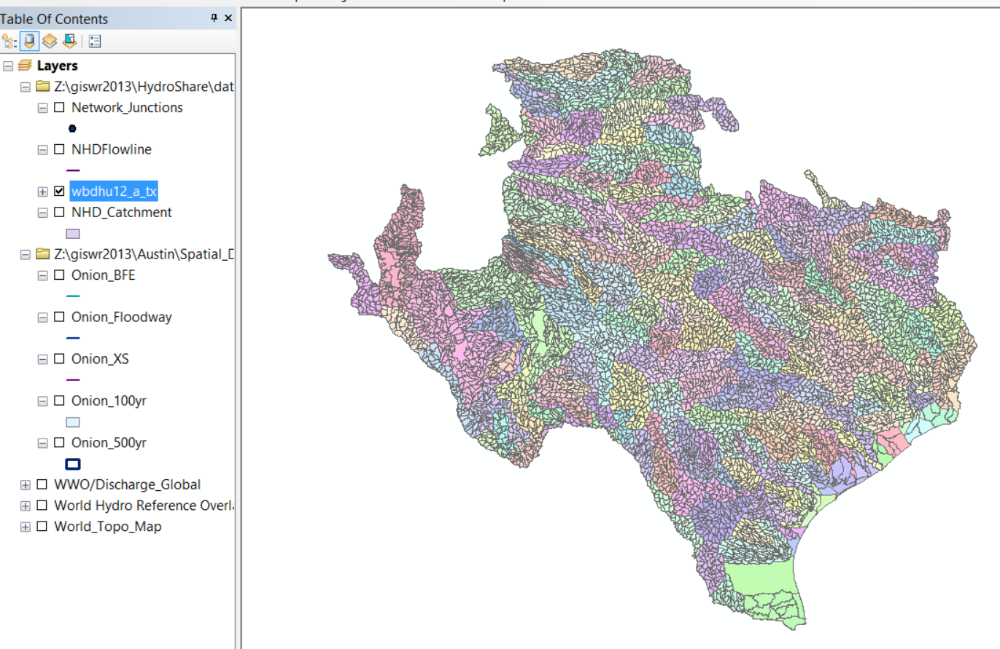 Table Of Contents
Layers
Z:\giswr2013\HydroShare\dat
Network_Junctions
NHDFlowline
wbdhu12_a_tx
NHD_Catchment
Z:\giswr2013\Austin\Spatial_D
Onion_BFE
Onion_Floodway
Onion_XS
Onion_100yr
Onion_500yr
WWO/Discharge_Global
World Hydro Reference Overla
World_Topo_Map